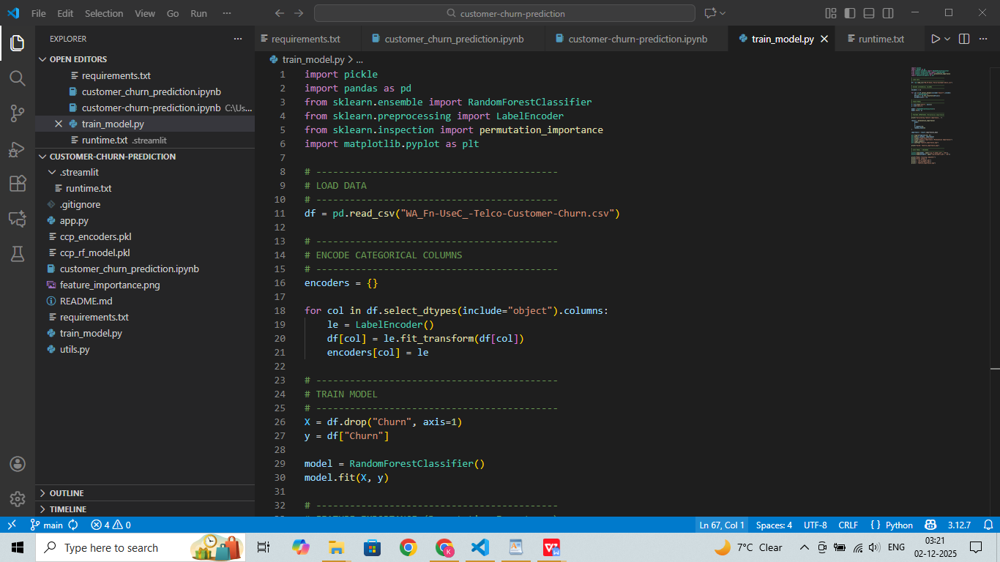 File Edit Selection View Go Run ··· customer-churn-prediction
EXPLORER ···
OPEN EDITORS
requirements.txt
customer_churn_prediction.ipynb
customer-churn-prediction.ipynb C:\Us...
train_model.py
runtime.txt .streamlit
CUSTOMER-CHURN-PREDICTION
.streamlit
runtime.txt
.gitignore
app.py
ccp_encoders.pkl
ccp_rf_model.pkl
customer_churn_prediction.ipynb
feature_importance.png
README.md
requirements.txt
train_model.py
utils.py
OUTLINE
TIMELINE
requirements.txt customer_churn_prediction.ipynb customer-churn-prediction.ipynb train_model.py runtime.txt ···
train_model.py > ...
1 import pickle
2 import pandas as pd
3 from sklearn.ensemble import RandomForestClassifier
4 from sklearn.preprocessing import LabelEncoder
5 from sklearn.inspection import permutation_importance
6 import matplotlib.pyplot as plt
7
8 # -------------------------------------------
9 # LOAD DATA
10 # -------------------------------------------
11 df = pd.read_csv("WA_Fn-UseC_-Telco-Customer-Churn.csv")
12
13 # -------------------------------------------
14 # ENCODE CATEGORICAL COLUMNS
15 # -------------------------------------------
16 encoders = {}
17
18 for col in df.select_dtypes(include="object").columns:
19 le = LabelEncoder()
20 df[col] = le.fit_transform(df[col])
21 encoders[col] = le
22
23 # -------------------------------------------
24 # TRAIN MODEL
25 # -------------------------------------------
26 X = df.drop("Churn", axis=1)
27 y = df["Churn"]
28
29 model = RandomForestClassifier()
30 model.fit(X, y)
31
32 # -------------------------------------------
main 4 0 Ln 67, Col 1 Spaces: 4 UTF-8 CRLF { } Python 3.12.7
Type here to search 7°C Clear ENG 03:21
02-12-2025